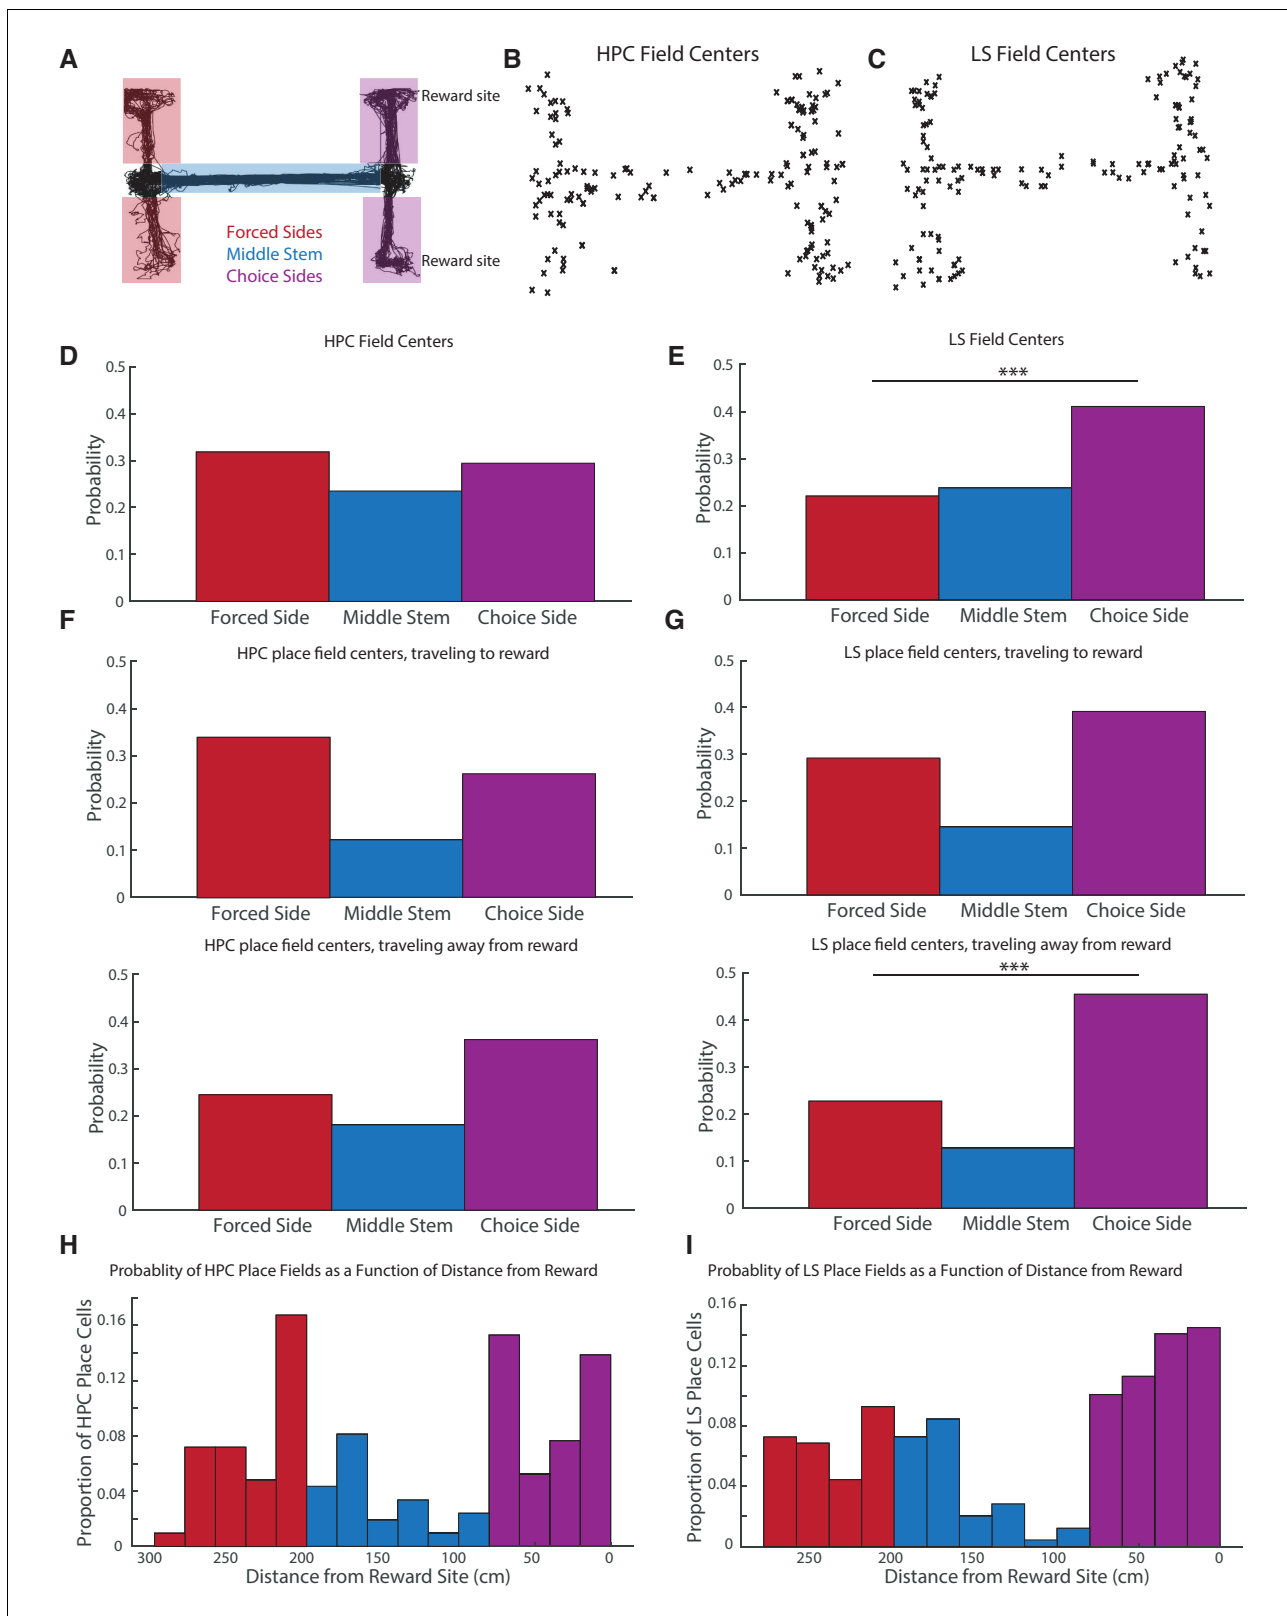 A
Reward site
Reward site
Forced Sides
Middle Stem
Choice Sides
B
HPC Field Centers
C
LS Field Centers
D
HPC Field Centers
0.5
0.4
0.3
0.2
0.1
0
Probability
Forced Side
Middle Stem
Choice Side
E
LS Field Centers
***
0.5
0.4
0.3
0.2
0.1
0
Probability
Forced Side
Middle Stem
Choice Side
F
HPC place field centers, traveling to reward
0.5
0.4
0.3
0.2
0.1
0
Probability
Forced Side
Middle Stem
Choice Side
G
LS place field centers, traveling to reward
0.5
0.4
0.3
0.2
0.1
0
Probability
Forced Side
Middle Stem
Choice Side
HPC place field centers, traveling away from reward
0.5
0.4
0.3
0.2
0.1
0
Probability
Forced Side
Middle Stem
Choice Side
LS place field centers, traveling away from reward
***
0.5
0.4
0.3
0.2
0.1
0
Probability
Forced Side
Middle Stem
Choice Side
H
Probablity of HPC Place Fields as a Function of Distance from Reward
0.16
0.12
0.08
0.04
0
Proportion of HPC Place Cells
300
250
200
150
100
50
0
Distance from Reward Site (cm)
I
Probablity of LS Place Fields as a Function of Distance from Reward
0.16
0.12
0.08
0.04
0
Proportion of LS Place Cells
250
200
150
100
50
0
Distance from Reward Site (cm)